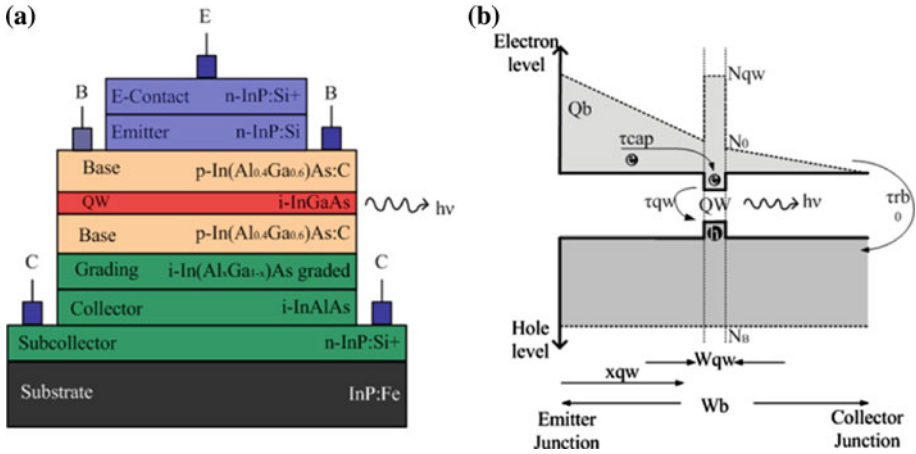 (a)
E
B
B
E-Contact n-InP:Si+
Emitter n-InP:Si
Base p-In(Al₀.₄Ga₀.₆)As:C
QW i-InGaAs
hν
Base p-In(Al₀.₄Ga₀.₆)As:C
C
C
Grading i-In(AlₓGa₁₋ₓ)As graded
Collector i-InAlAs
Subcollector n-InP:Si+
Substrate InP:Fe
(b)
Electron
level
Nqw
Qb
τcap
N₀
τqw
QW
hν
τrb
0
h
Hole
level
N_B
Wqw
xqw
Wb
Emitter
Junction
Collector
Junction